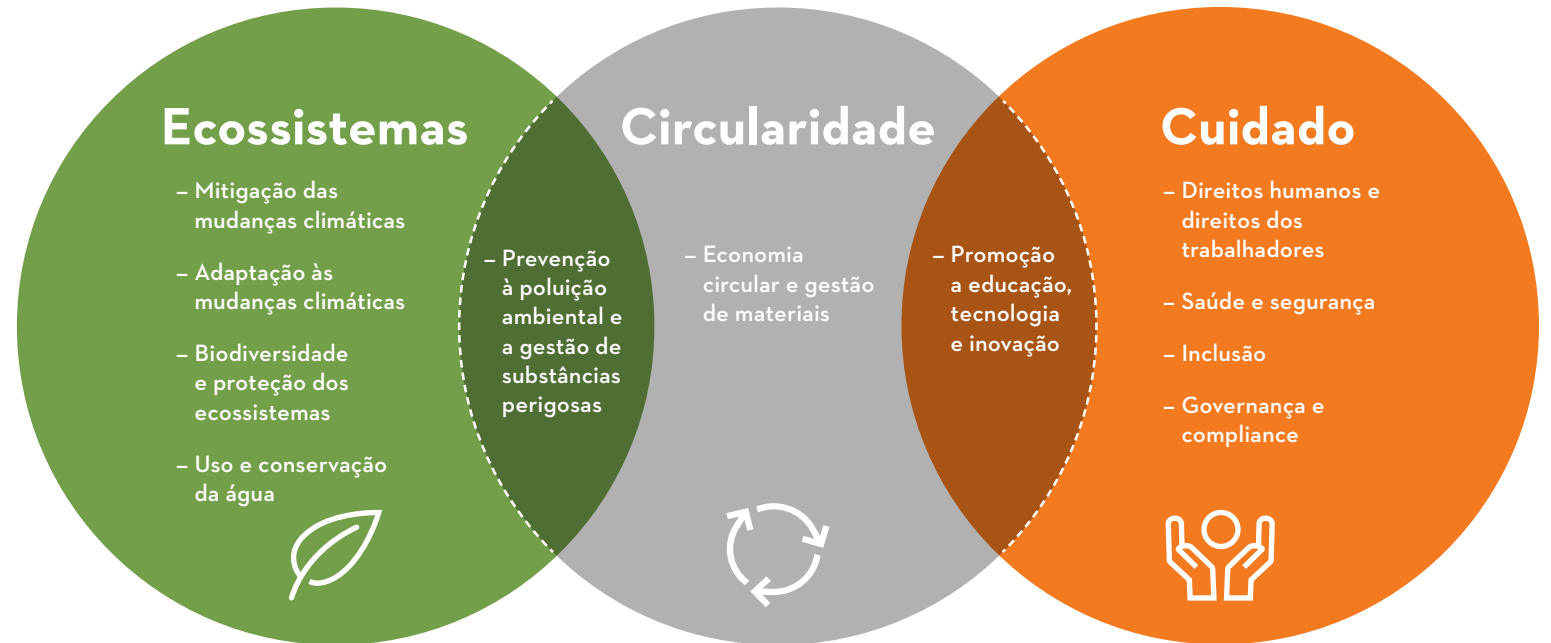 Ecossistemas
– Mitigação das
mudanças climáticas
– Adaptação às
mudanças climáticas
– Biodiversidade
e proteção dos
ecossistemas
– Uso e conservação
da água
– Prevenção
à poluição
ambiental e
a gestão de
substâncias
perigosas
Circularidade
– Economia
circular e gestão
de materiais
– Promoção
a educação,
tecnologia
e inovação
Cuidado
– Direitos humanos e
direitos dos
trabalhadores
– Saúde e segurança
– Inclusão
– Governança e
compliance